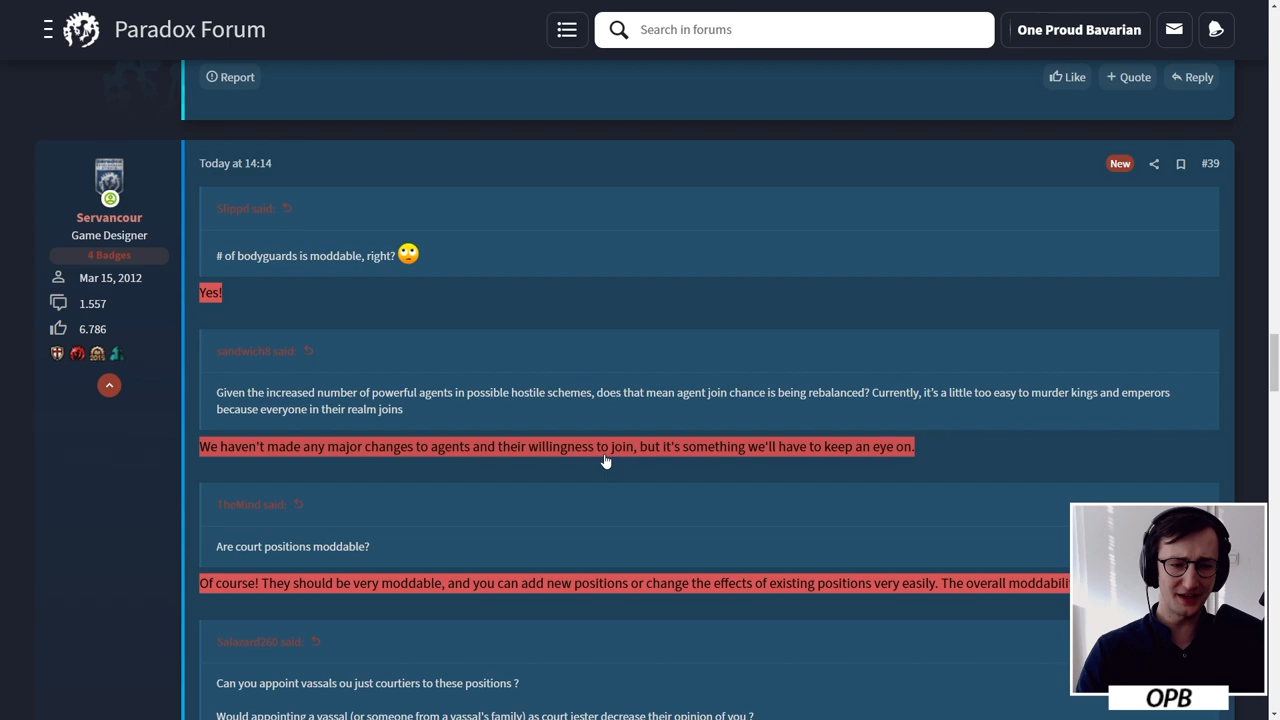 Paradox Forum
Search in forums
One Proud Bavarian
Report
Like
+ Quote
Reply
Today at 14:14
New
#39
Servancour
Game Designer
4 Badges
Mar 15, 2012
1.557
6.786
Slippd said:
# of bodyguards is moddable, right?
Yes!
sandwich8 said:
Given the increased number of powerful agents in possible hostile schemes, does that mean agent join chance is being rebalanced? Currently, it's a little too easy to murder kings and emperors
because everyone in their realm joins
We haven't made any major changes to agents and their willingness to join, but it's something we'll have to keep an eye on.
TheMind said:
Are court positions moddable?
Of course! They should be very moddable, and you can add new positions or change the effects of existing positions very easily. The overall moddabili
Salazard260 said:
Can you appoint vassals ou just courtiers to these positions ?
Would appointing a vassal (or someone from a vassal's family) as court jester decrease their opinion of you ?
OPB